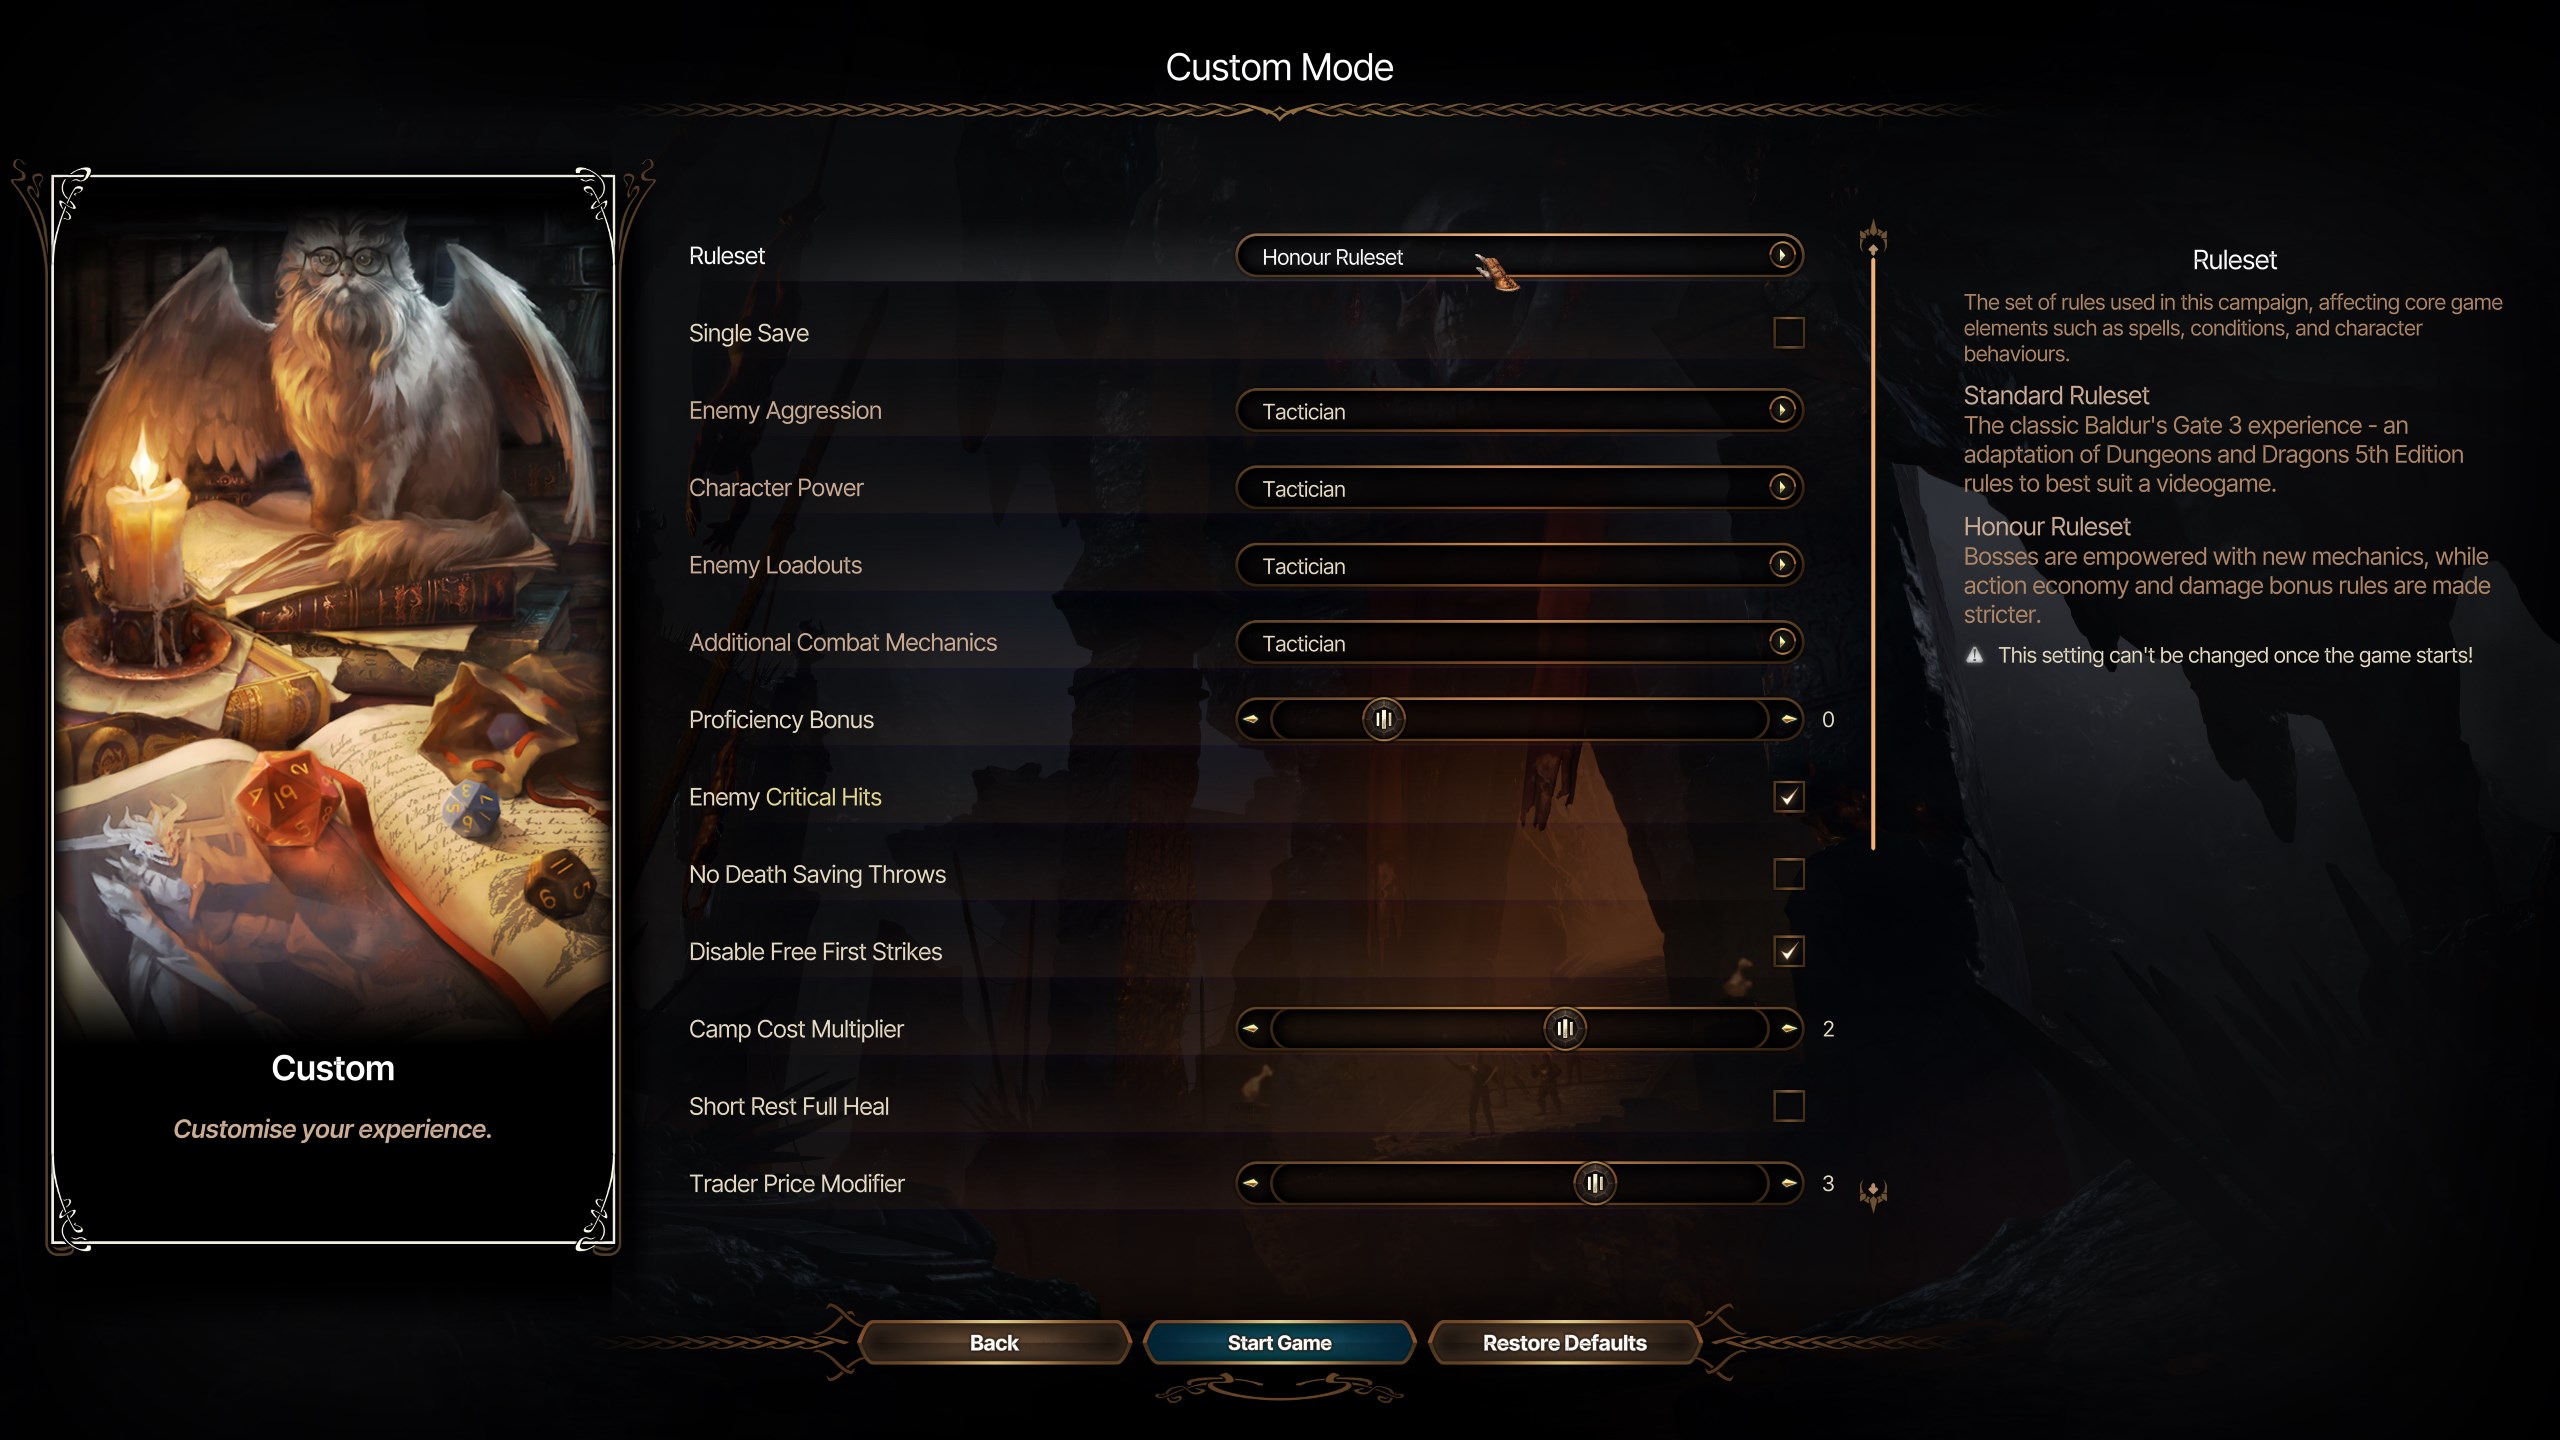 Custom Mode
Ruleset
Honour Ruleset
Single Save
Enemy Aggression
Tactician
Character Power
Tactician
Enemy Loadouts
Tactician
Additional Combat Mechanics
Tactician
Proficiency Bonus
0
Enemy Critical Hits
No Death Saving Throws
Disable Free First Strikes
Camp Cost Multiplier
2
Short Rest Full Heal
Trader Price Modifier
3
Ruleset
The set of rules used in this campaign, affecting core game
elements such as spells, conditions, and character
behaviours.
Standard Ruleset
The classic Baldur's Gate 3 experience - an
adaptation of Dungeons and Dragons 5th Edition
rules to best suit a videogame.
Honour Ruleset
Bosses are empowered with new mechanics, while
action economy and damage bonus rules are made
stricter.
This setting can't be changed once the game starts!
Custom
Customise your experience.
Back
Start Game
Restore Defaults